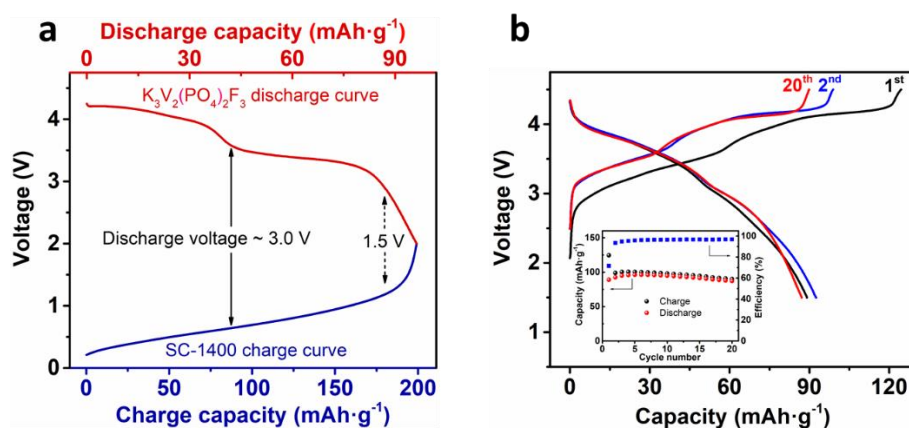 a
Discharge capacity (mAh·g⁻¹)
0 30 60 90
K₃V₂(PO₄)₂F₃ discharge curve
Voltage (V)
4
3
2
1
0
Discharge voltage ~ 3.0 V
1.5 V
SC-1400 charge curve
0 50 100 150 200
Charge capacity (mAh·g⁻¹)
b
20ᵗʰ 2ⁿᵈ 1ˢᵗ
Voltage (V)
4
3
2
1
Capacity (mAh·g⁻¹)
150
100
50
0
Charge
Discharge
Efficiency (%)
100
80
60
40
20
0
0 5 10 15 20
Cycle number
0 30 60 90 120
Capacity (mAh·g⁻¹)